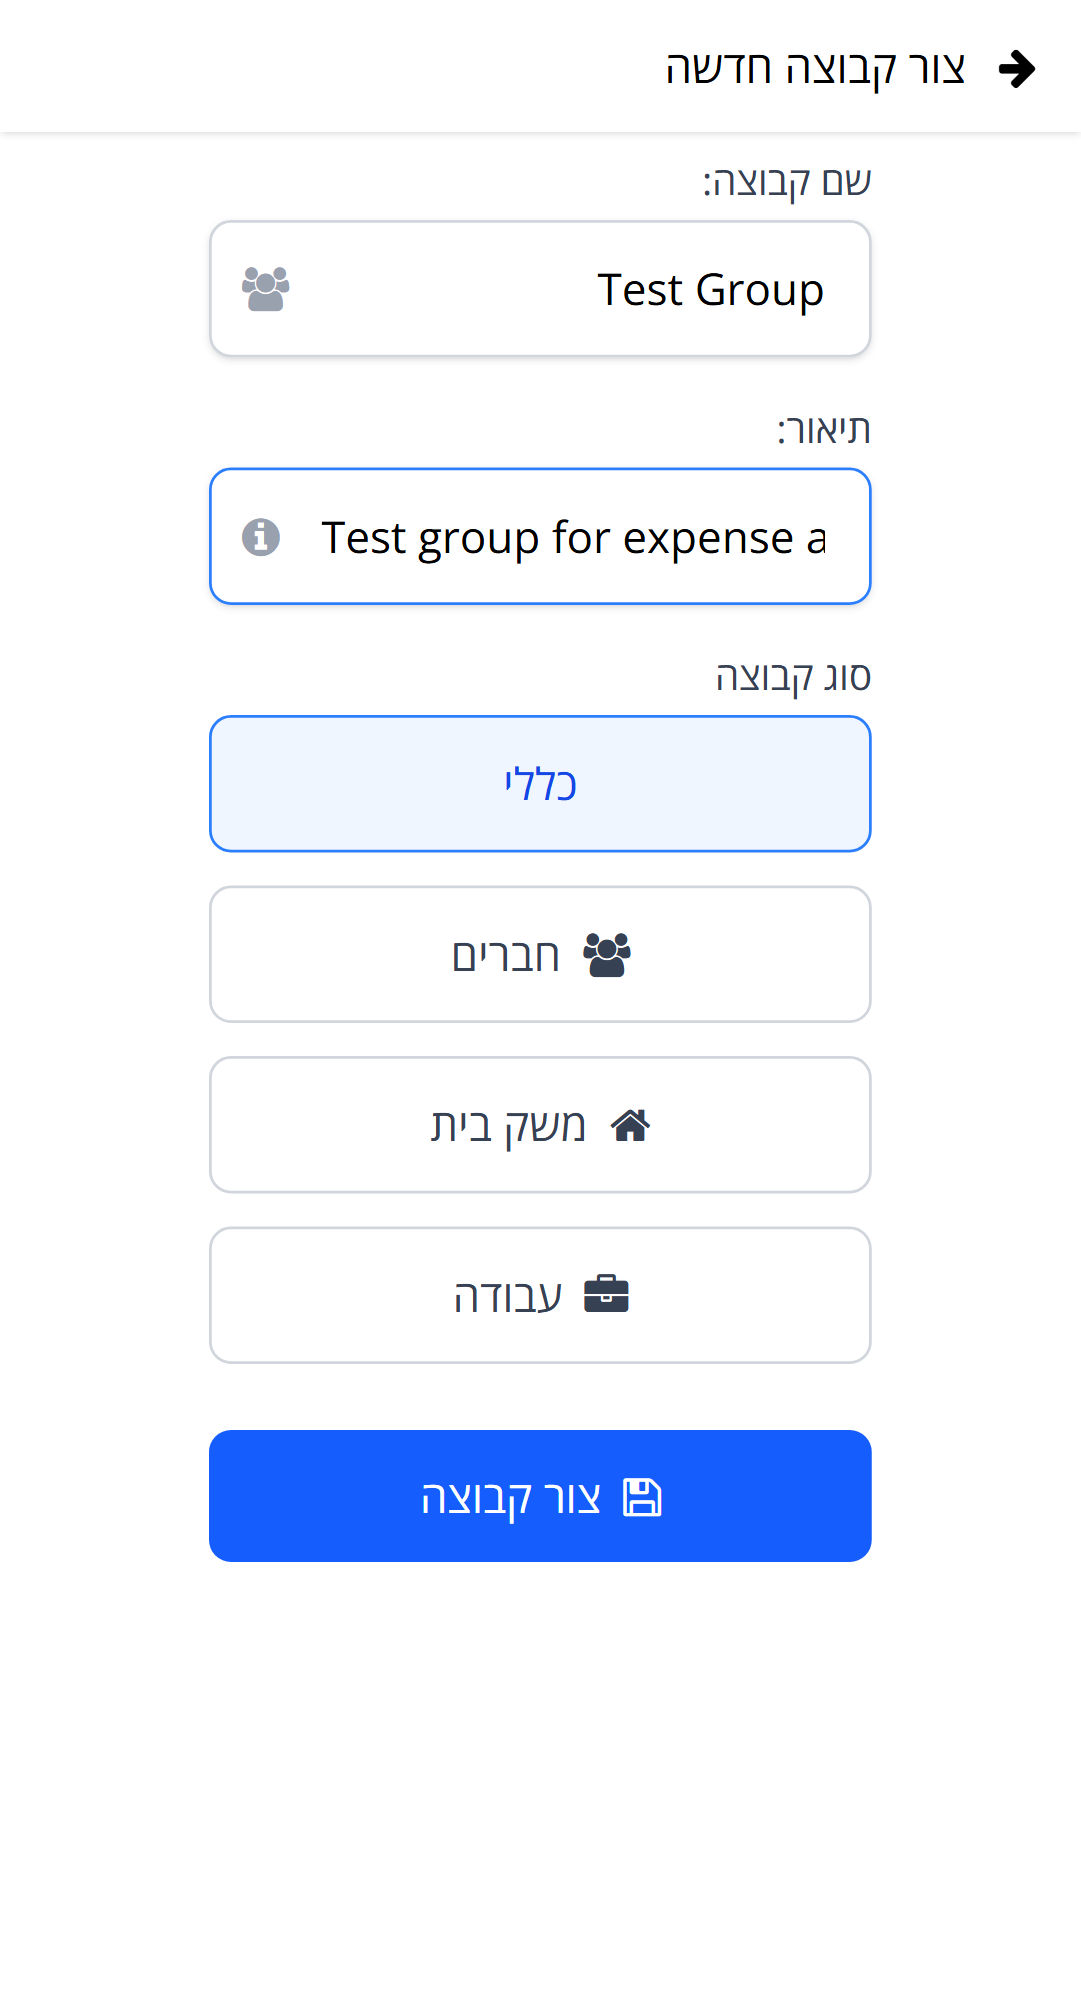 צור קבוצה חדשה
שם קבוצה:
Test Group
תיאור:
Test group for expense a
סוג קבוצה
כללי
חברים
משק בית
עבודה
צור קבוצה